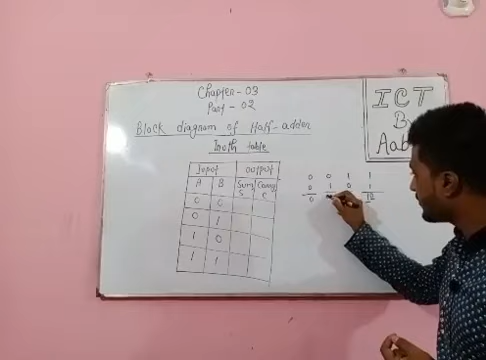 Chapter - 03
Part - 02
Block diagram of Half-adder
Truth table
ICT
By
Aab
Input Output
A B Sum S Carry C
0 0
0 1
1 0
1 1
0 0 1 1
0 1 0 1
0 10